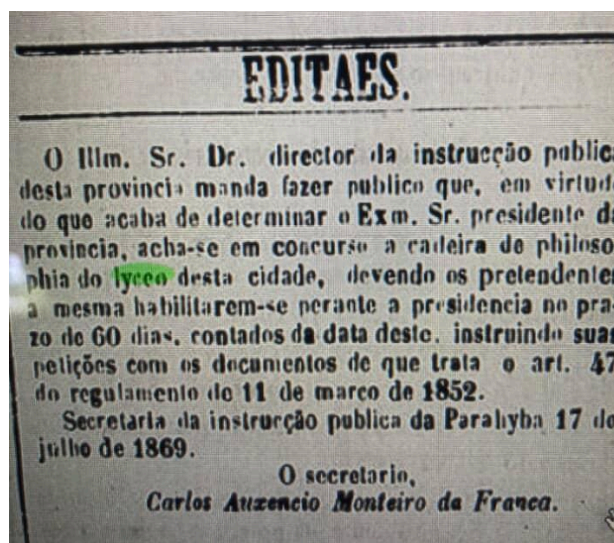 EDITAES.
O Illm. Sr. Dr. director da instrucção public
desta provincia manda fazer publico que, em virtud
do que acaba de determinar o Exm. Sr. presidente da
provincia, acha-se em concurso a cadeira de philoso
phia do lyceo desta cidade, devendo os pretendentes
a mesma habilitarem-se perante a presidencia no pra
zo de 60 dias, contados da data deste, instruindo suas
petições com os documentos de que trata o art. 47
do regulamento de 11 de março de 1852.
Secretaria da instrucção publica da Parahyba 17 de
julho de 1869.
O secretario,
Carlos Auxencio Monteiro da Franca.